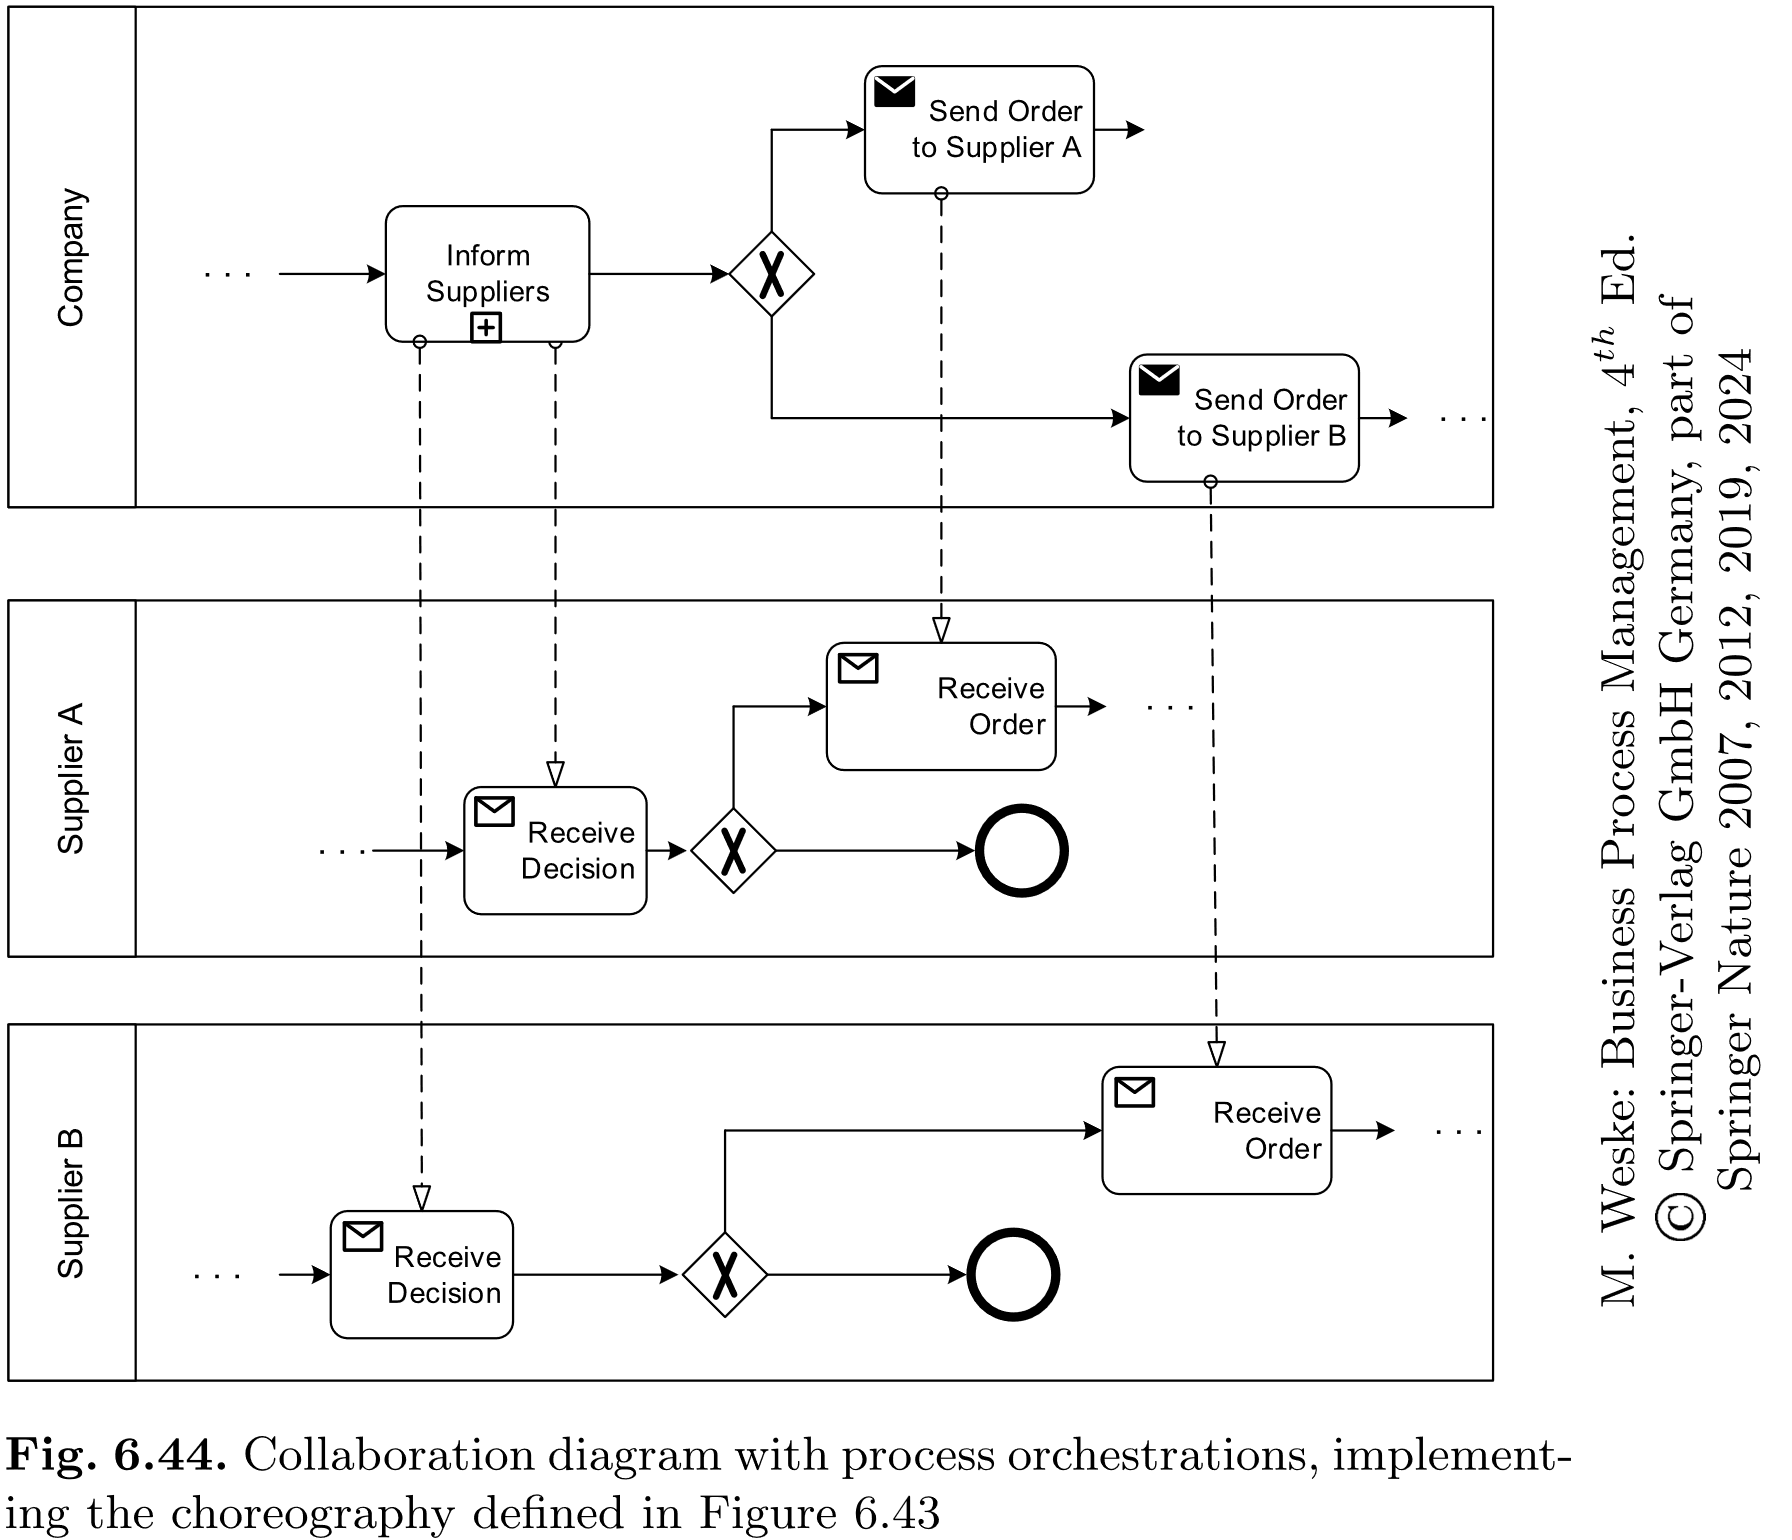 Company
Send Order
to Supplier A
. . .
Inform
Suppliers
Send Order
to Supplier B
. . .
Supplier A
Receive
Order
. . .
. . .
Receive
Decision
Supplier B
Receive
Order
. . .
. . .
Receive
Decision
M. Weske: Business Process Management, 4th Ed.
© Springer-Verlag GmbH Germany, part of
Springer Nature 2007, 2012, 2019, 2024
Fig. 6.44. Collaboration diagram with process orchestrations, implement-
ing the choreography defined in Figure 6.43